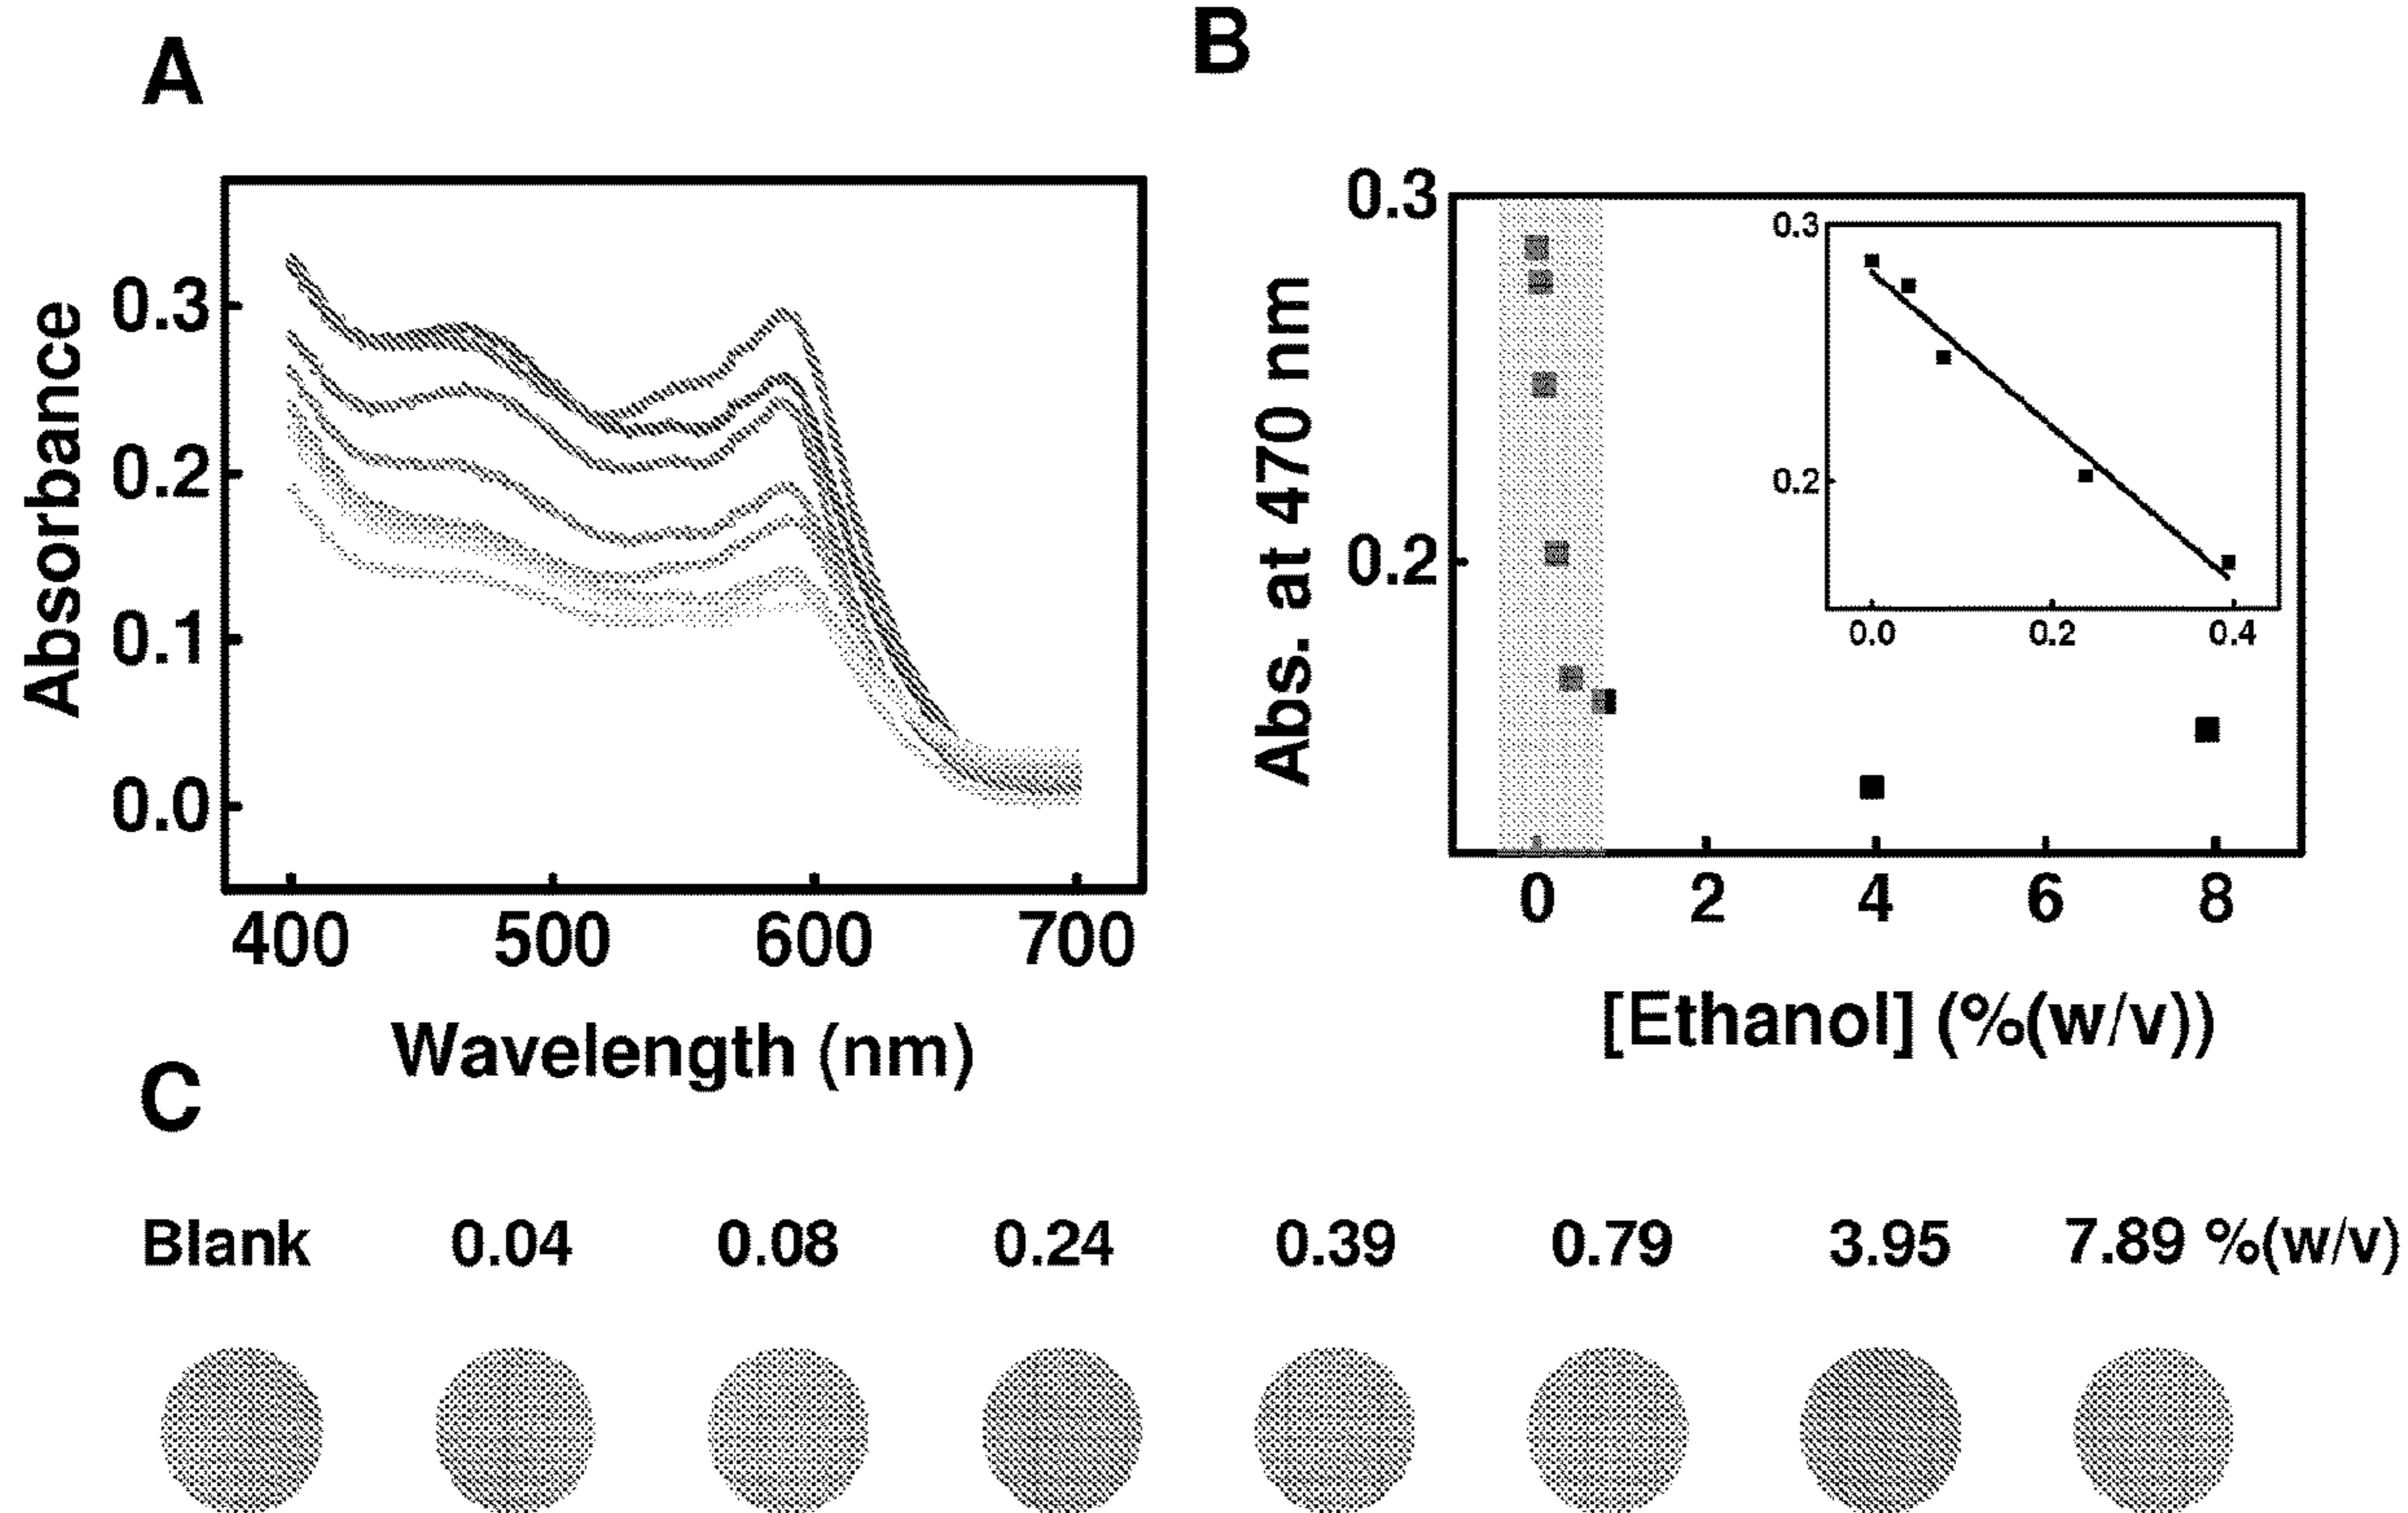 A
Absorbance
0.3
0.2
0.1
0.0
400 500 600 700
Wavelength (nm)
B
Abs. at 470 nm
0.3
0.2
0.3
0.2
0.0 0.2 0.4
0 2 4 6 8
[Ethanol] (%(w/v))
C
Blank 0.04 0.08 0.24 0.39 0.79 3.95 7.89 %(w/v)